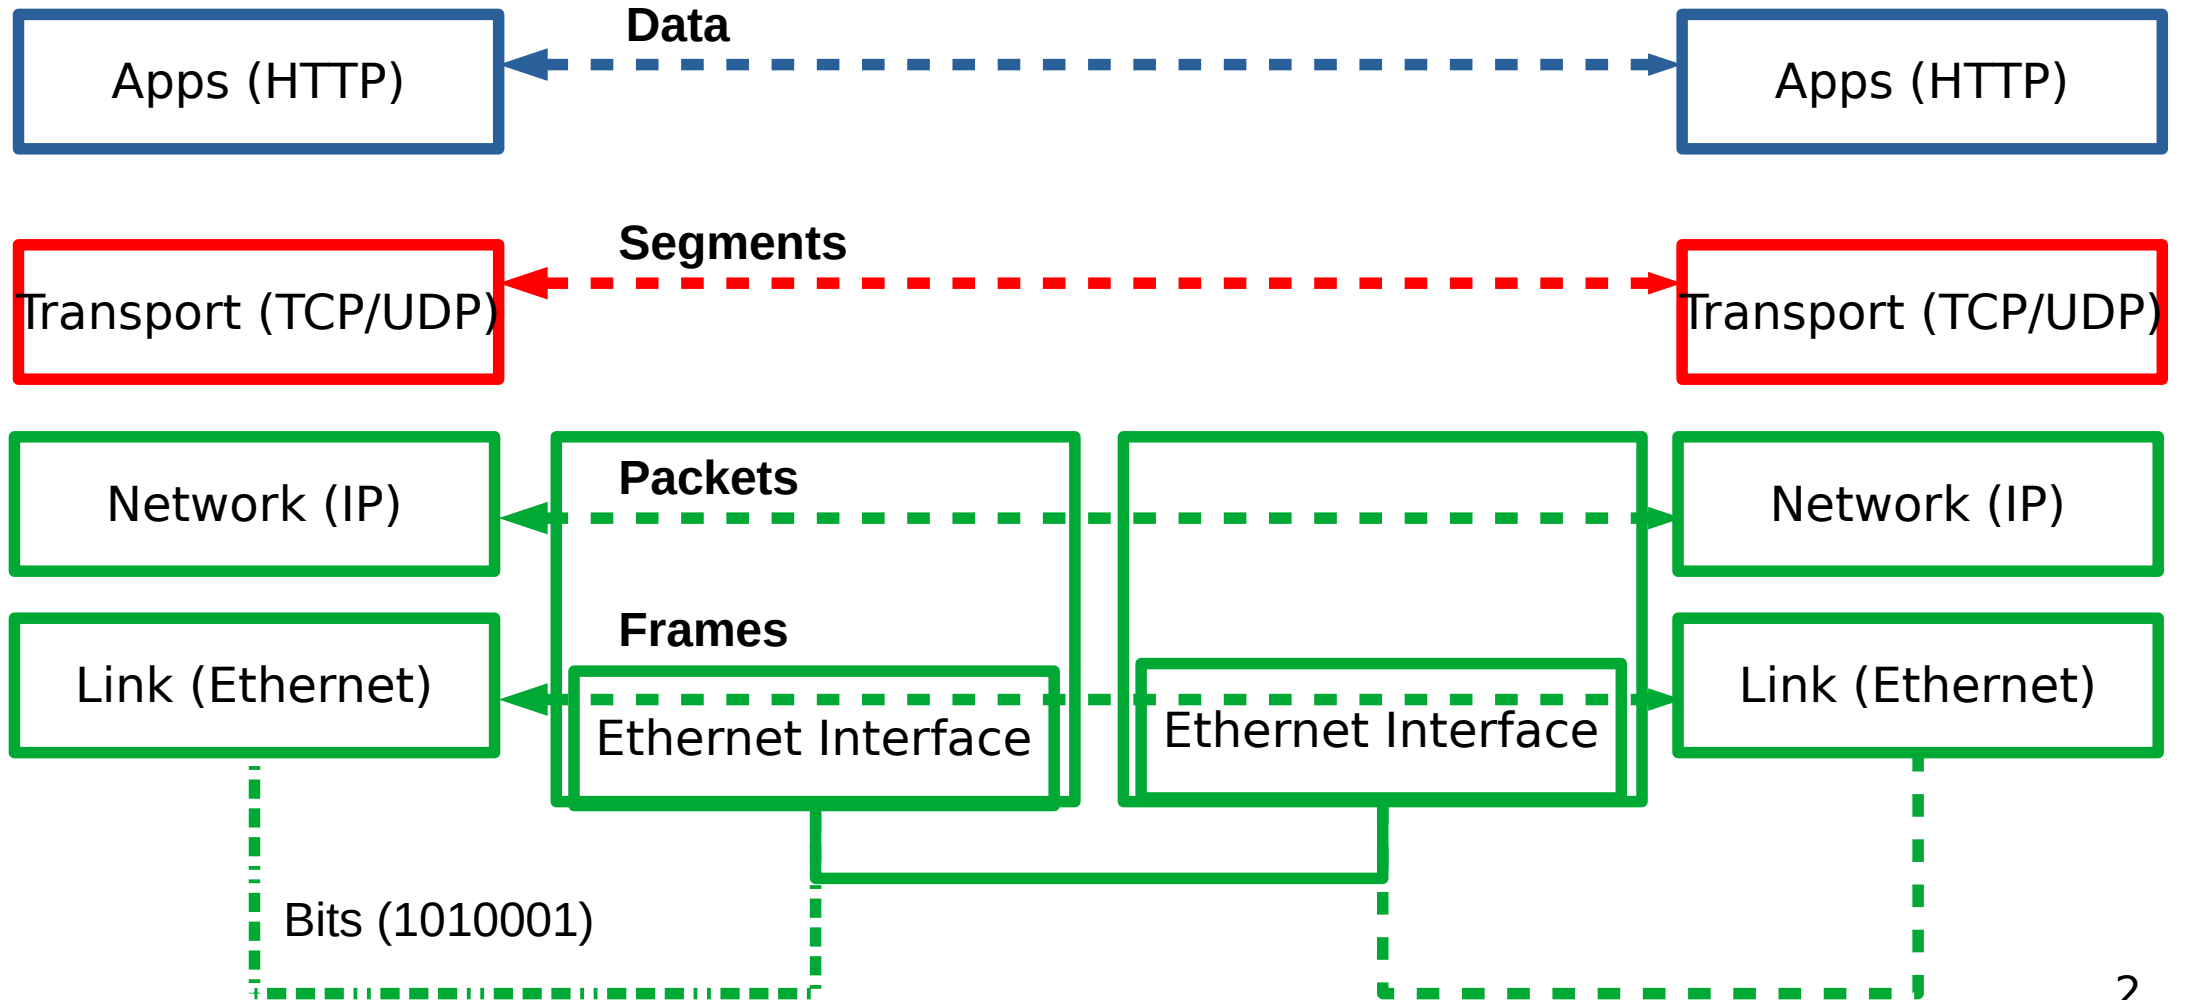 Data
Apps (HTTP)
Apps (HTTP)
Segments
Transport (TCP/UDP)
Transport (TCP/UDP)
Packets
Network (IP)
Network (IP)
Frames
Link (Ethernet)
Link (Ethernet)
Ethernet Interface
Ethernet Interface
Bits (1010001)
2